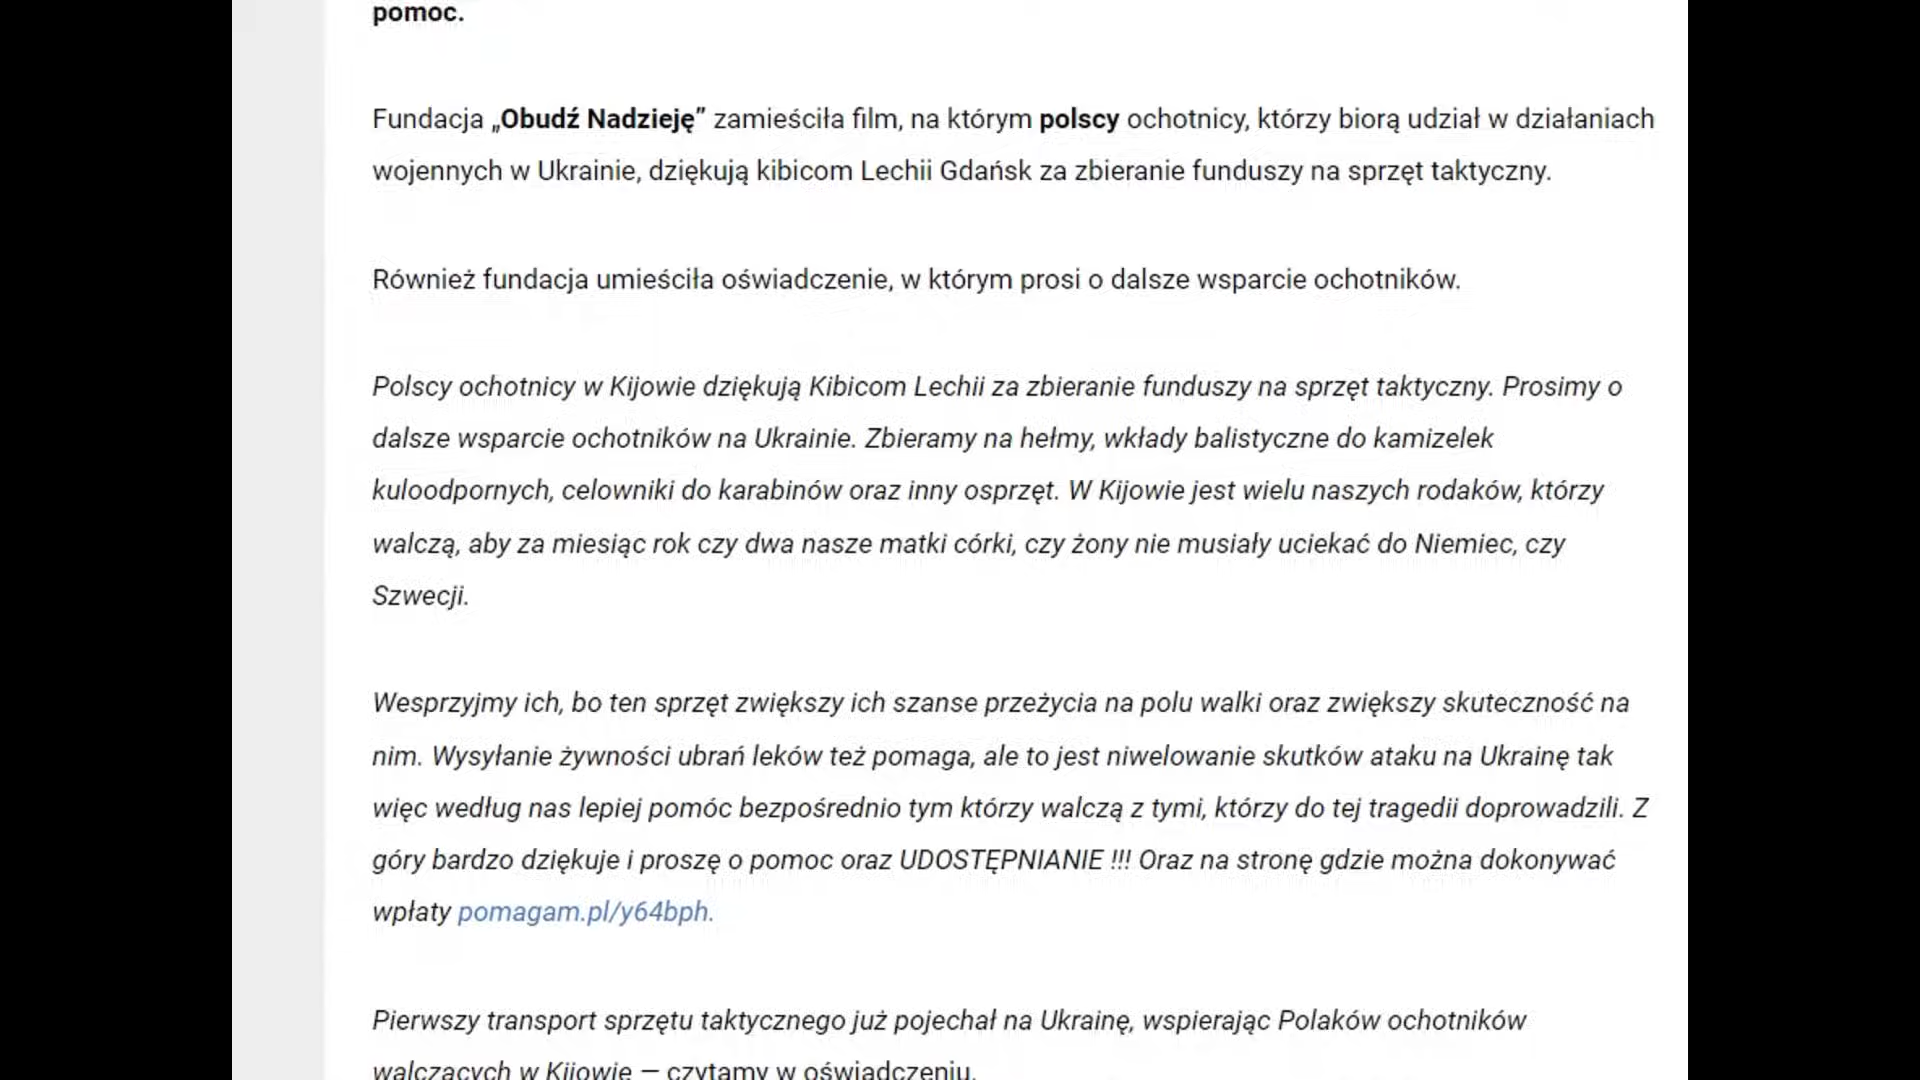 pomoc.
Fundacja „Obudź Nadzieję” zamieściła film, na którym polscy ochotnicy, którzy biorą udział w działaniach
wojennych w Ukrainie, dziękują kibicom Lechii Gdańsk za zbieranie funduszy na sprzęt taktyczny.
Również fundacja umieściła oświadczenie, w którym prosi o dalsze wsparcie ochotników.
Polscy ochotnicy w Kijowie dziękują Kibicom Lechii za zbieranie funduszy na sprzęt taktyczny. Prosimy o
dalsze wsparcie ochotników na Ukrainie. Zbieramy na hełmy, wkłady balistyczne do kamizelek
kuloodpornych, celowniki do karabinów oraz inny osprzęt. W Kijowie jest wielu naszych rodaków, którzy
walczą, aby za miesiąc rok czy dwa nasze matki córki, czy żony nie musiały uciekać do Niemiec, czy
Szwecji.
Wesprzyjmy ich, bo ten sprzęt zwiększy ich szanse przeżycia na polu walki oraz zwiększy skuteczność na
nim. Wysyłanie żywności ubrań leków też pomaga, ale to jest niwelowanie skutków ataku na Ukrainę tak
więc według nas lepiej pomóc bezpośrednio tym którzy walczą z tymi, którzy do tej tragedii doprowadzili. Z
góry bardzo dziękuje i proszę o pomoc oraz UDOSTĘPNIANIE !!! Oraz na stronę gdzie można dokonywać
wpłaty pomagam.pl/y64bph.
Pierwszy transport sprzętu taktycznego już pojechał na Ukrainę, wspierając Polaków ochotników
walczących w Kijowie — czytamy w oświadczeniu.